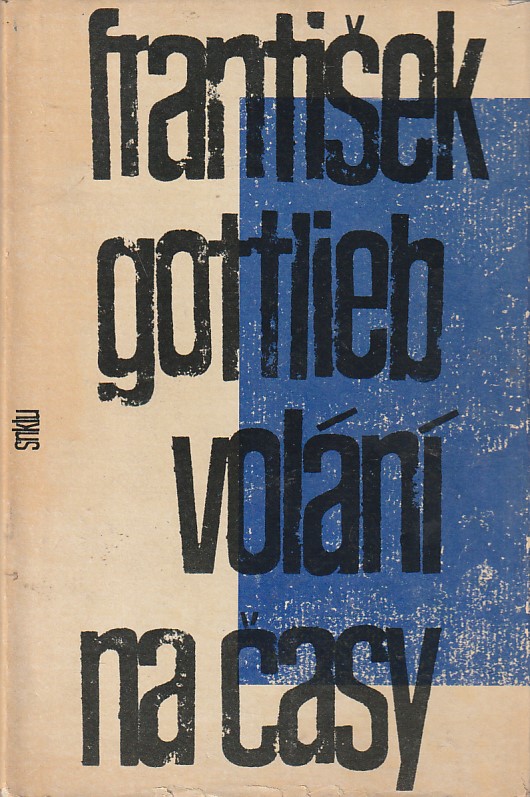 františek
gottlieb
volání
na časy
snklu